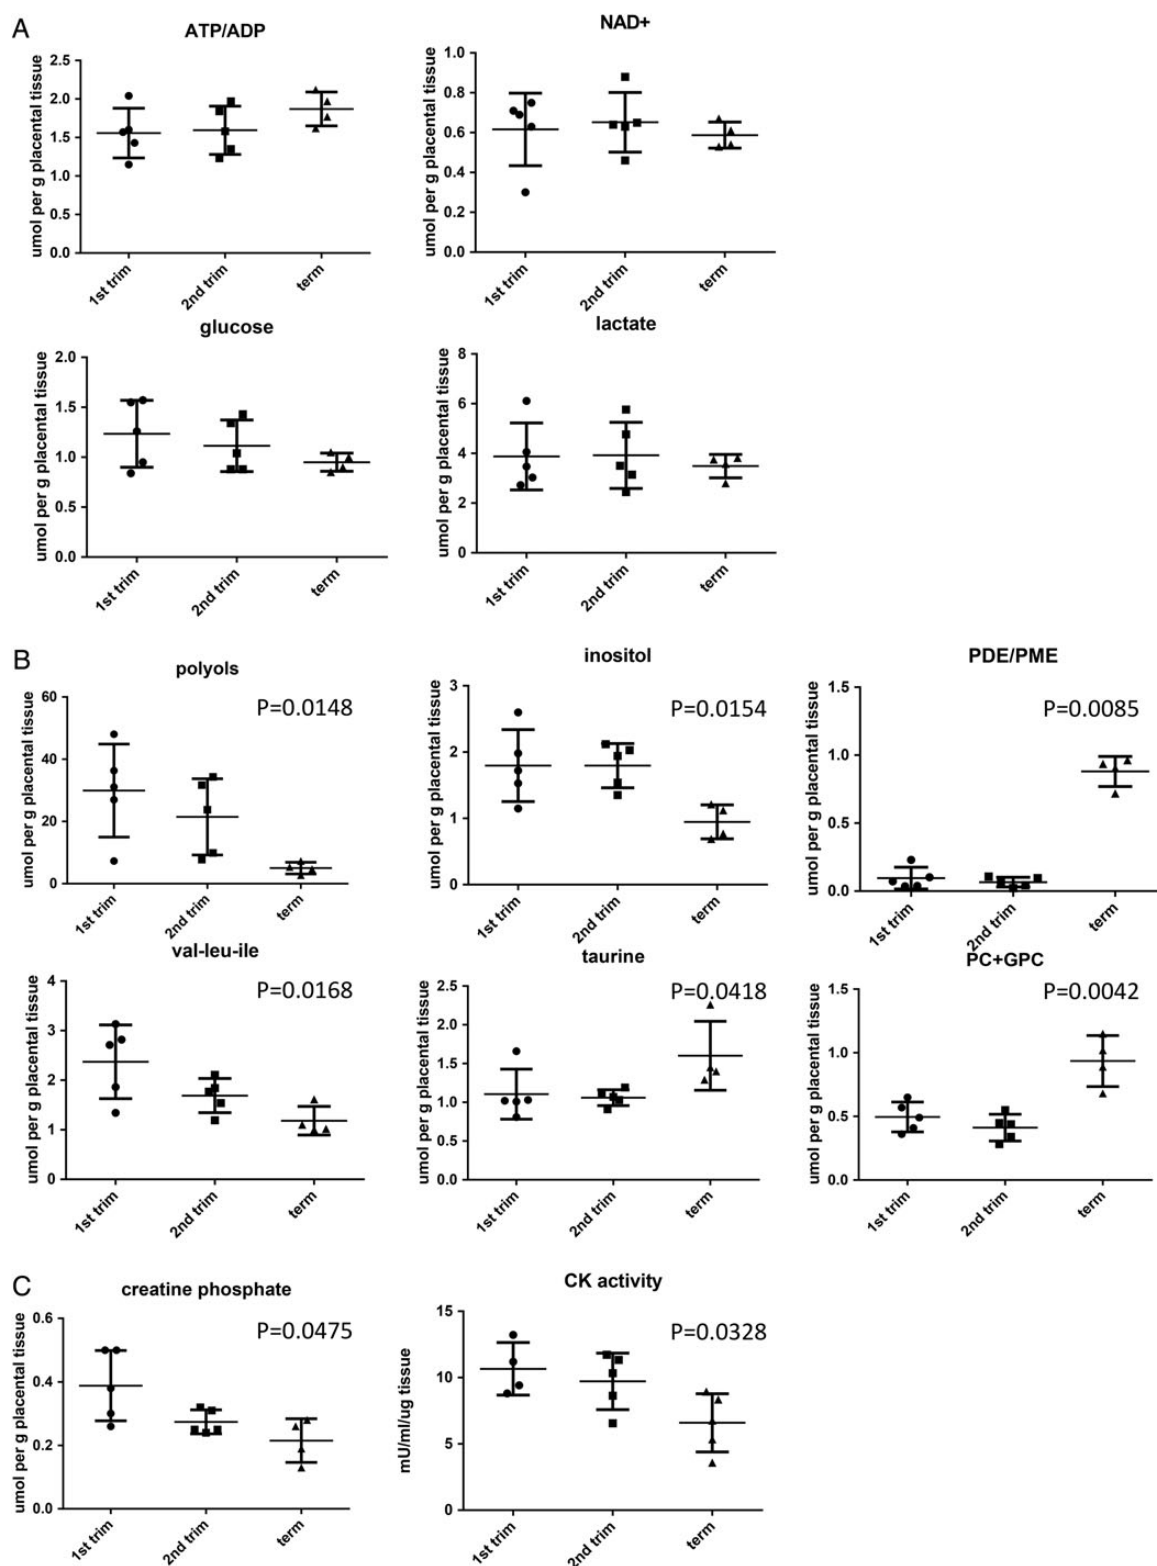 A
ATP/ADP
umol per g placental tissue
2.5
2.0
1.5
1.0
0.5
0.0
1st trim
2nd trim
term
NAD+
umol per g placental tissue
1.0
0.8
0.6
0.4
0.2
0.0
1st trim
2nd trim
term
glucose
umol per g placental tissue
2.0
1.5
1.0
0.5
0.0
1st trim
2nd trim
term
lactate
umol per g placental tissue
8
6
4
2
0
1st trim
2nd trim
term
B
polyols
P=0.0148
umol per g placental tissue
60
40
20
0
1st trim
2nd trim
term
inositol
P=0.0154
umol per g placental tissue
3
2
1
0
1st trim
2nd trim
term
PDE/PME
P=0.0085
umol per g placental tissue
1.5
1.0
0.5
0.0
1st trim
2nd trim
term
val-leu-ile
P=0.0168
umol per g placental tissue
4
3
2
1
0
1st trim
2nd trim
term
taurine
P=0.0418
umol per g placental tissue
2.5
2.0
1.5
1.0
0.5
0.0
1st trim
2nd trim
term
PC+GPC
P=0.0042
umol per g placental tissue
1.5
1.0
0.5
0.0
1st trim
2nd trim
term
C
creatine phosphate
P=0.0475
umol per g placental tissue
0.6
0.4
0.2
0.0
1st trim
2nd trim
term
CK activity
P=0.0328
mU/ml/ug tissue
15
10
5
0
1st trim
2nd trim
term